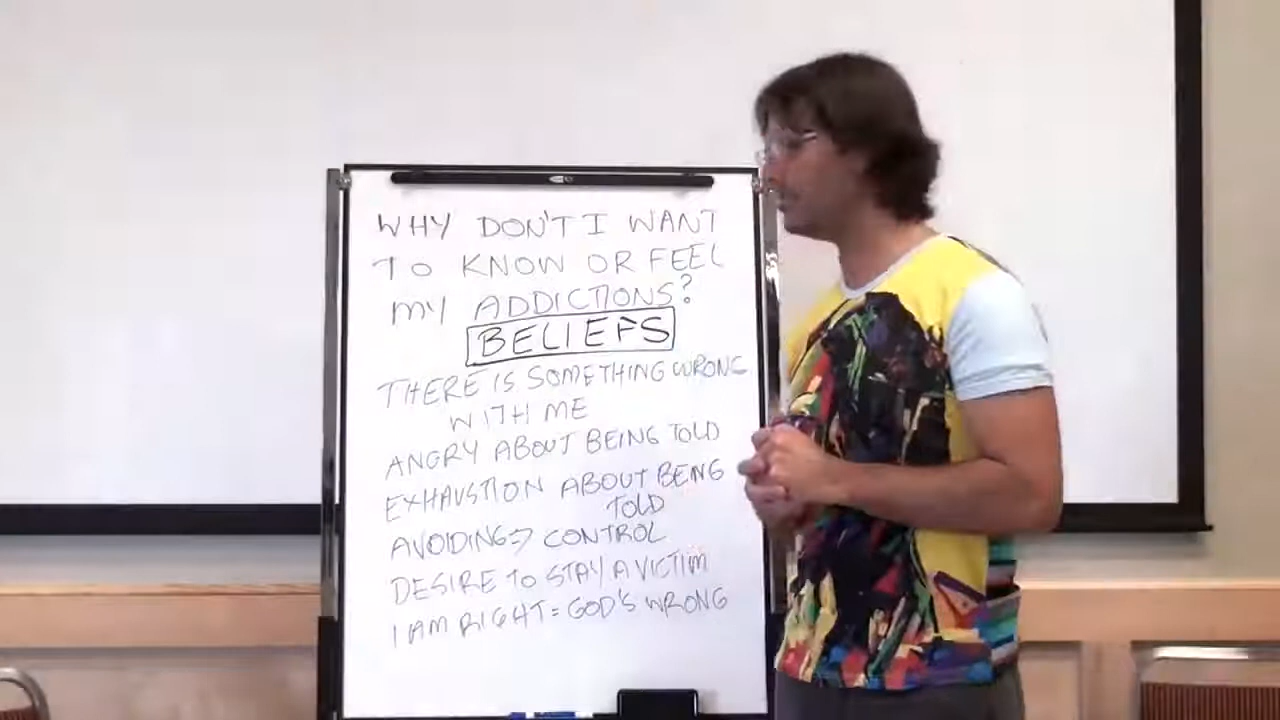 WHY DON'T I WANT
TO KNOW OR FEEL
MY ADDICTIONS?
BELIEFS
THERE IS SOMETHING WRONG
WITH ME
ANGRY ABOUT BEING TOLD
EXHAUSTION ABOUT BEING
TOLD
AVOIDING => CONTROL
DESIRE TO STAY A VICTIM
I AM RIGHT = GOD'S WRONG